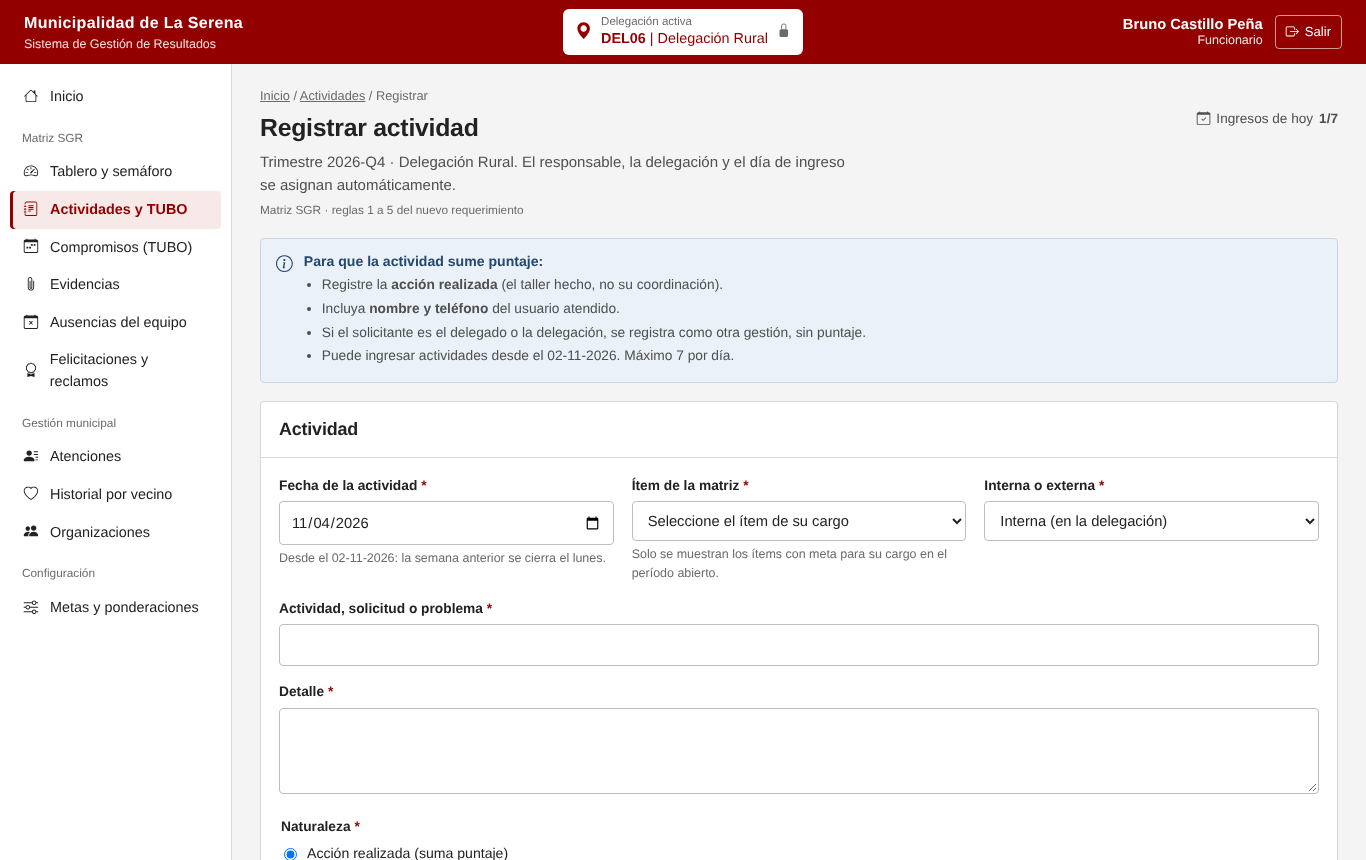 Municipalidad de La Serena
Sistema de Gestión de Resultados
Delegación activa
DEL06 | Delegación Rural
Bruno Castillo Peña
Funcionario
Salir
Inicio
Matriz SGR
Tablero y semáforo
Actividades y TUBO
Compromisos (TUBO)
Evidencias
Ausencias del equipo
Felicitaciones y
reclamos
Gestión municipal
Atenciones
Historial por vecino
Organizaciones
Configuración
Metas y ponderaciones
Inicio / Actividades / Registrar
Registrar actividad
Ingresos de hoy 1/7
Trimestre 2026-Q4 · Delegación Rural. El responsable, la delegación y el día de ingreso
se asignan automáticamente.
Matriz SGR · reglas 1 a 5 del nuevo requerimiento
Para que la actividad sume puntaje:
• Registre la acción realizada (el taller hecho, no su coordinación).
• Incluya nombre y teléfono del usuario atendido.
• Si el solicitante es el delegado o la delegación, se registra como otra gestión, sin puntaje.
• Puede ingresar actividades desde el 02-11-2026. Máximo 7 por día.
Actividad
Fecha de la actividad *
11/04/2026
Desde el 02-11-2026: la semana anterior se cierra el lunes.
Ítem de la matriz *
Seleccione el ítem de su cargo
Solo se muestran los ítems con meta para su cargo en el
período abierto.
Interna o externa *
Interna (en la delegación)
Actividad, solicitud o problema *
Detalle *
Naturaleza *
Acción realizada (suma puntaje)